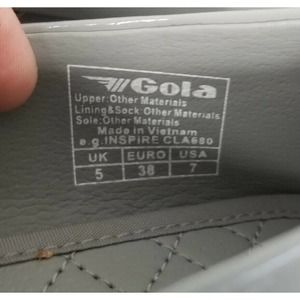 Gola
Upper:Other Materials
Lining&Sock:Other Materials
Sole:Other Materials
Made in Vietnam
e.g.INSPIRE CLA680
UK EURO USA
5 38 7